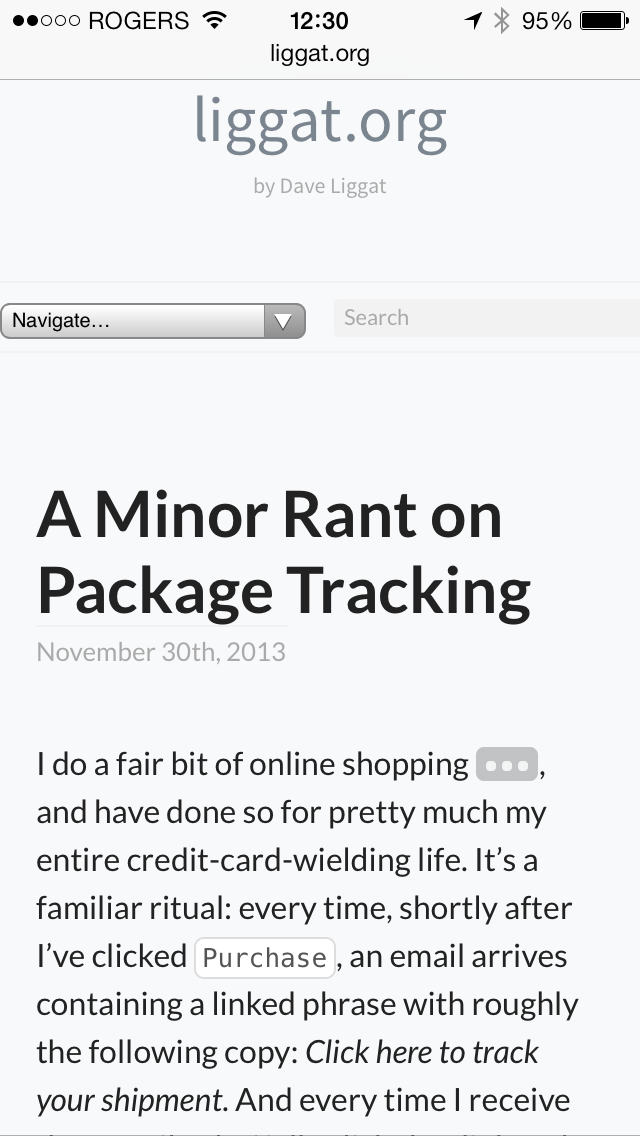 ROGERS 12:30 95%
liggat.org
liggat.org
by Dave Liggat
Navigate...
Search
A Minor Rant on
Package Tracking
November 30th, 2013
I do a fair bit of online shopping ,
and have done so for pretty much my
entire credit-card-wielding life. It’s a
familiar ritual: every time, shortly after
I’ve clicked Purchase, an email arrives
containing a linked phrase with roughly
the following copy: Click here to track
your shipment. And every time I receive